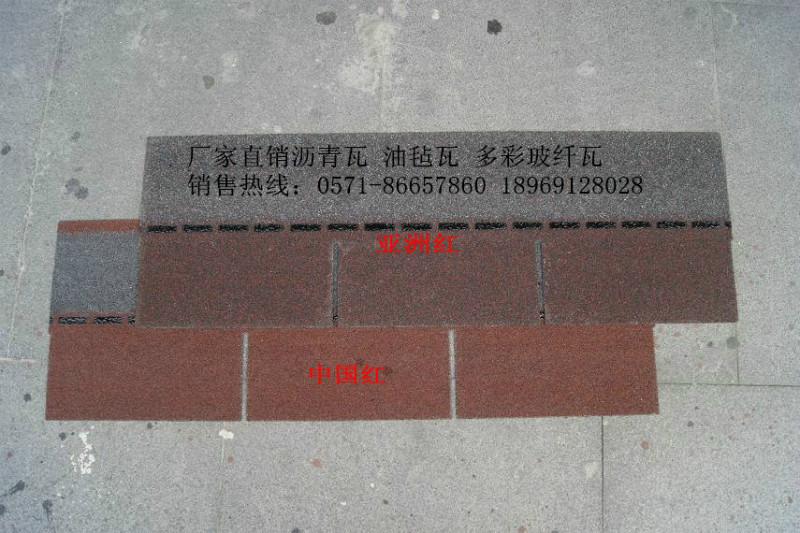 厂家直销沥青瓦 油毡瓦 多彩玻纤瓦
销售热线：0571-86657860 18969128028
亚洲红
中国红